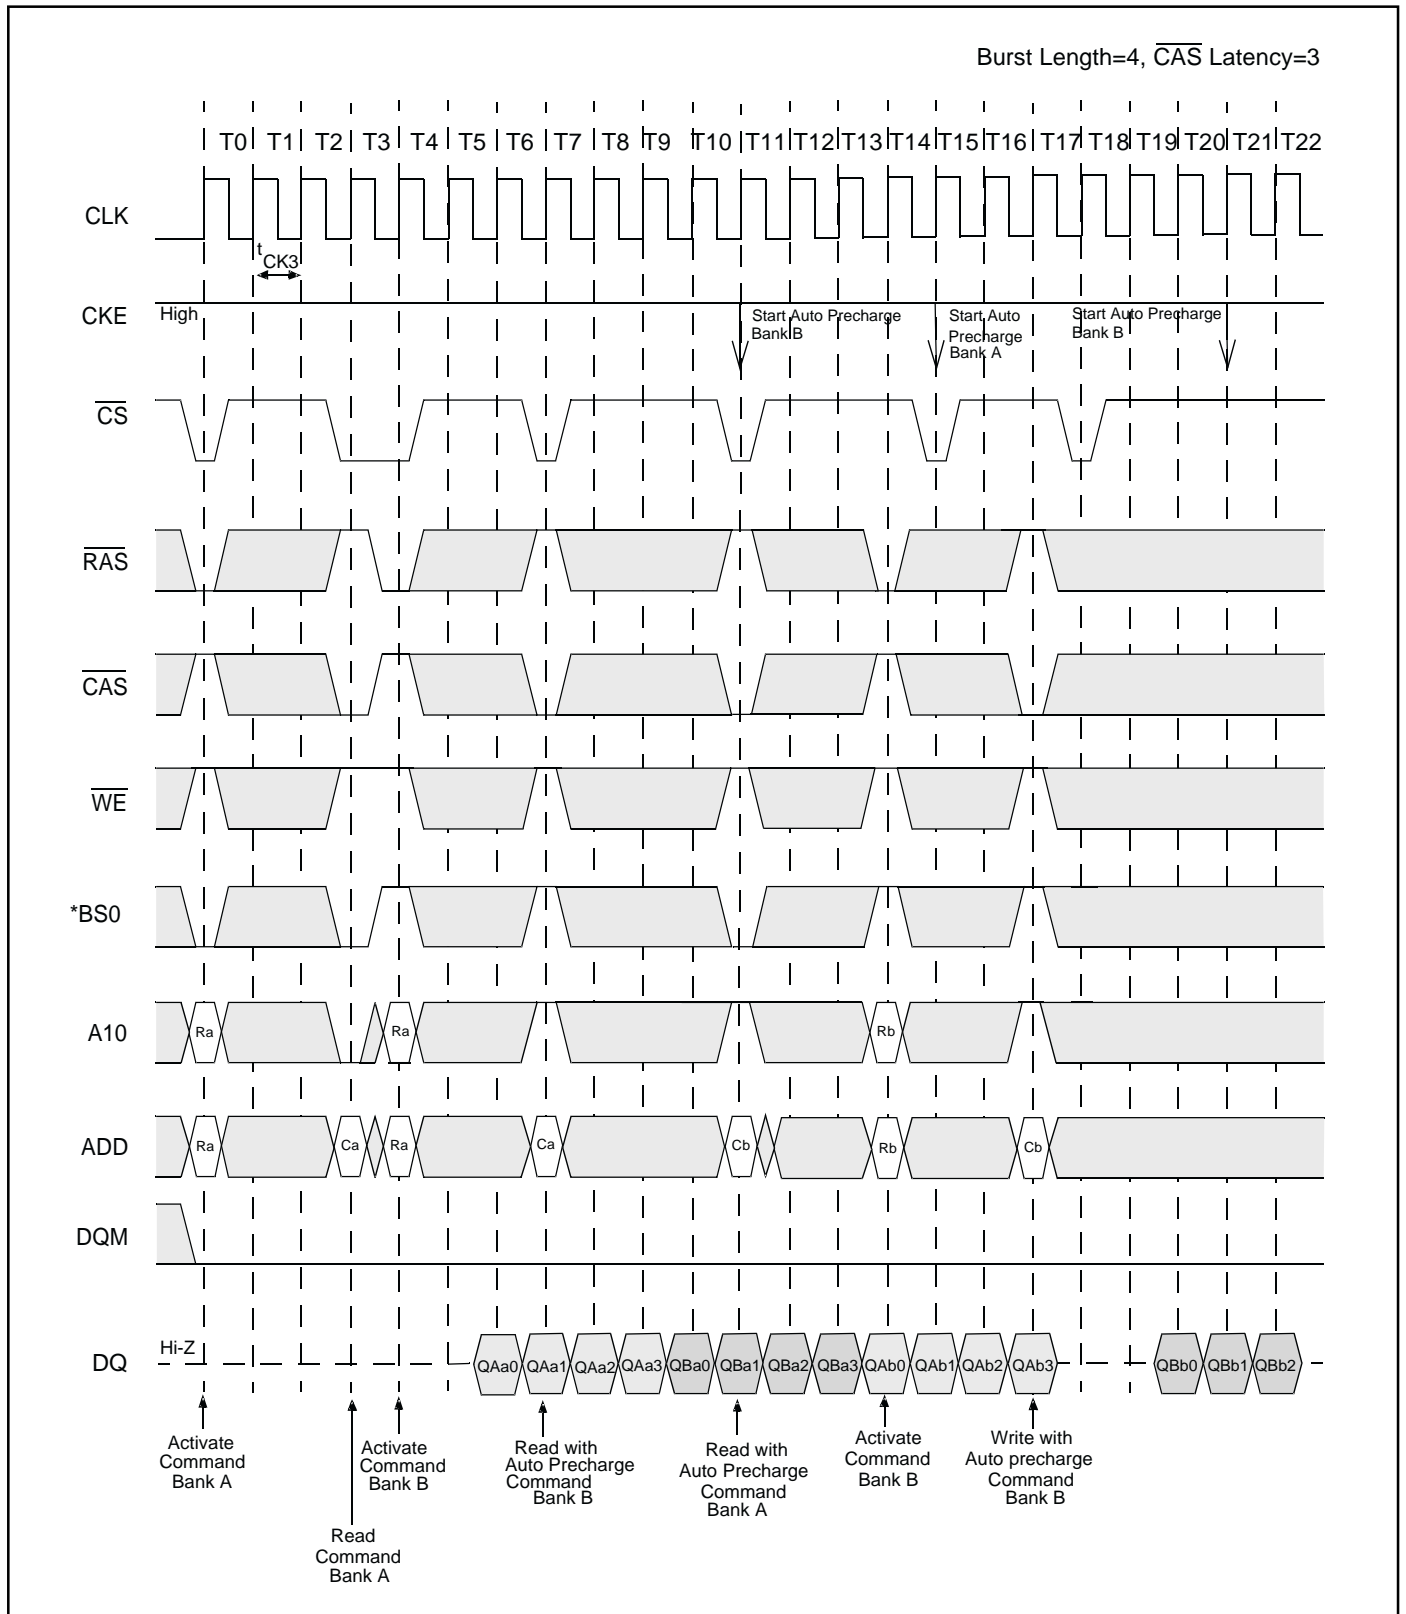 Burst Length=4, CAS Latency=3
T0 T1 T2 T3 T4 T5 T6 T7 T8 T9 T10 T11 T12 T13 T14 T15 T16 T17 T18 T19 T20 T21 T22
CLK
tCK3
CKE
High
Start Auto Precharge
Bank B
Start Auto
Precharge
Bank A
Start Auto Precharge
Bank B
CS
RAS
CAS
WE
*BS0
A10
Ra Ra Rb
ADD
Ra Ca Ra Ca Cb Rb Cb
DQM
DQ
Hi-Z
QAa0 QAa1 QAa2 QAa3 QBa0 QBa1 QBa2 QBa3 QAb0 QAb1 QAb2 QAb3 QBb0 QBb1 QBb2
Activate
Command
Bank A
Read
Command
Bank A
Activate
Command
Bank B
Read with
Auto Precharge
Command
Bank B
Read with
Auto Precharge
Command
Bank A
Activate
Command
Bank B
Write with
Auto precharge
Command
Bank B